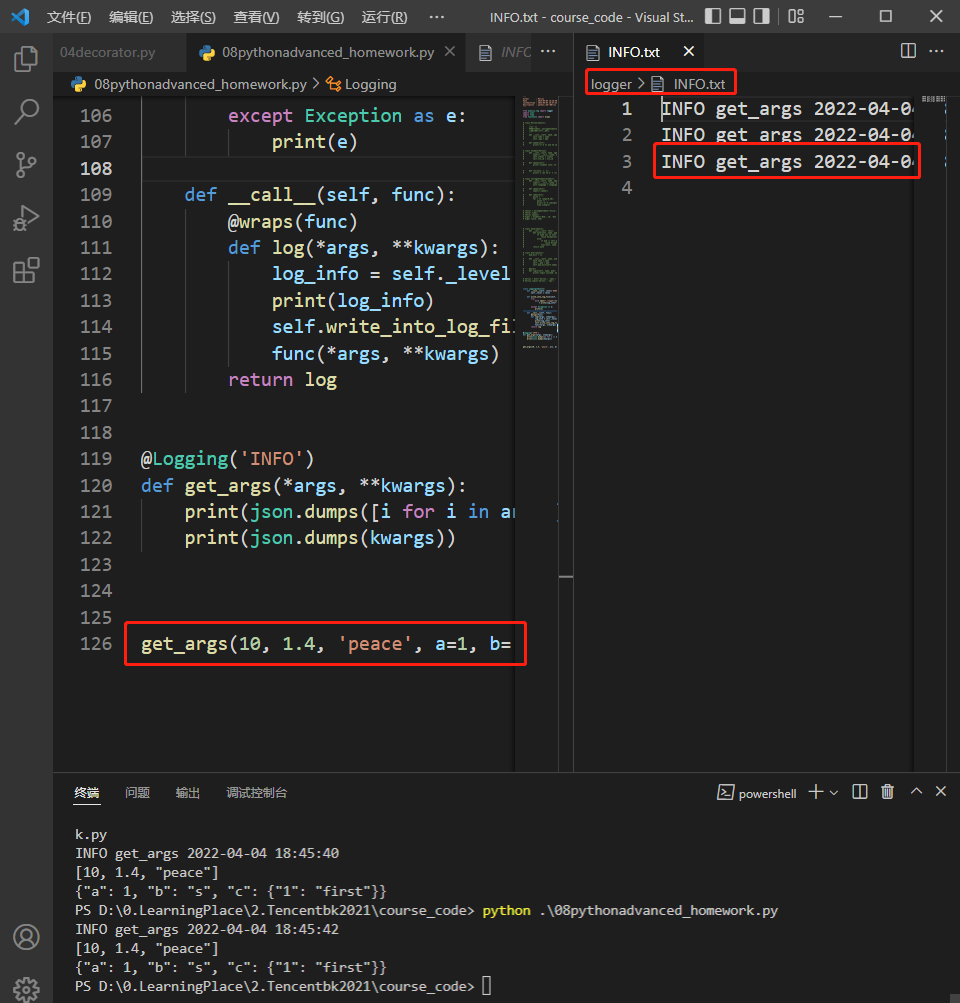 文件(F) 编辑(E) 选择(S) 查看(V) 转到(G) 运行(R) ··· INFO.txt - course_code - Visual St...
04decorator.py 08pythonadvanced_homework.py INFO ··· INFO.txt ···
08pythonadvanced_homework.py > Logging
logger > INFO.txt
106 except Exception as e:
107 print(e)
108
109 def __call__(self, func):
110 @wraps(func)
111 def log(*args, **kwargs):
112 log_info = self._level
113 print(log_info)
114 self.write_into_log_fi
115 func(*args, **kwargs)
116 return log
117
118
119 @Logging('INFO')
120 def get_args(*args, **kwargs):
121 print(json.dumps([i for i in a
122 print(json.dumps(kwargs))
123
124
125
126 get_args(10, 1.4, 'peace', a=1, b=
1 INFO get_args 2022-04-04
2 INFO get_args 2022-04-04
3 INFO get_args 2022-04-04
4
终端 问题 输出 调试控制台 powershell
k.py
INFO get_args 2022-04-04 18:45:40
[10, 1.4, "peace"]
{"a": 1, "b": "s", "c": {"1": "first"}}
PS D:\0.LearningPlace\2.Tencentbk2021\course_code> python .\08pythonadvanced_homework.py
INFO get_args 2022-04-04 18:45:42
[10, 1.4, "peace"]
{"a": 1, "b": "s", "c": {"1": "first"}}
PS D:\0.LearningPlace\2.Tencentbk2021\course_code>